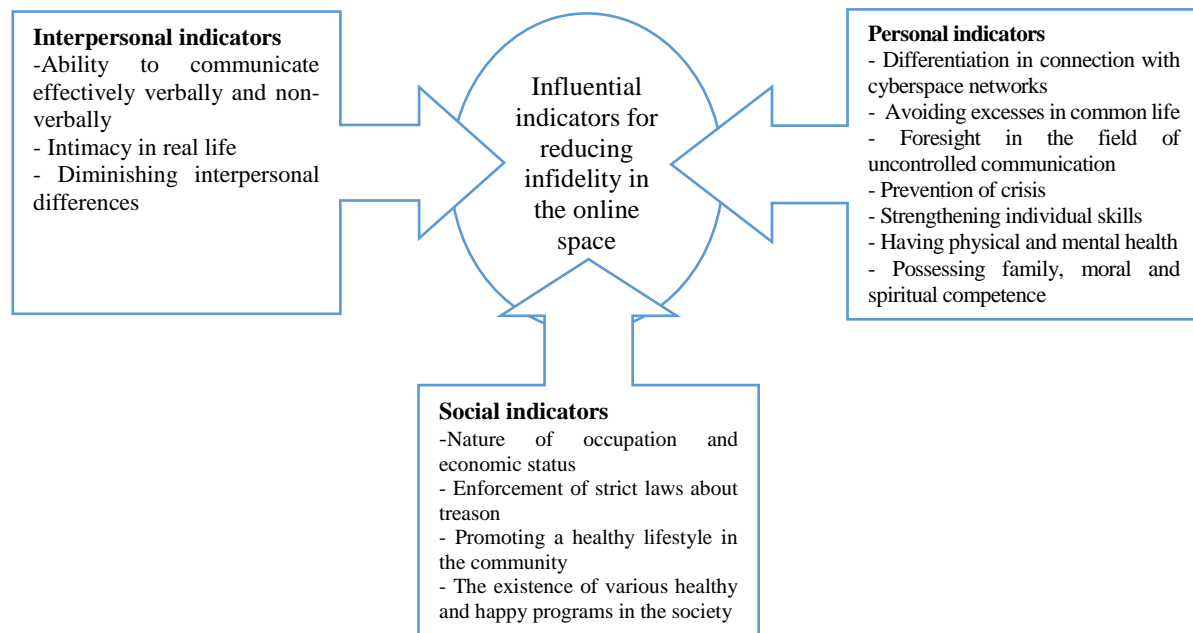 Interpersonal indicators
-Ability to communicate
effectively verbally and non-
verbally
- Intimacy in real life
- Diminishing interpersonal
differences
Influential
indicators for
reducing
infidelity in
the online
space
Personal indicators
- Differentiation in connection with
cyberspace networks
- Avoiding excesses in common life
- Foresight in the field of
uncontrolled communication
- Prevention of crisis
- Strengthening individual skills
- Having physical and mental health
- Possessing family, moral and
spiritual competence
Social indicators
-Nature of occupation and
economic status
- Enforcement of strict laws about
treason
- Promoting a healthy lifestyle in
the community
- The existence of various healthy
and happy programs in the society